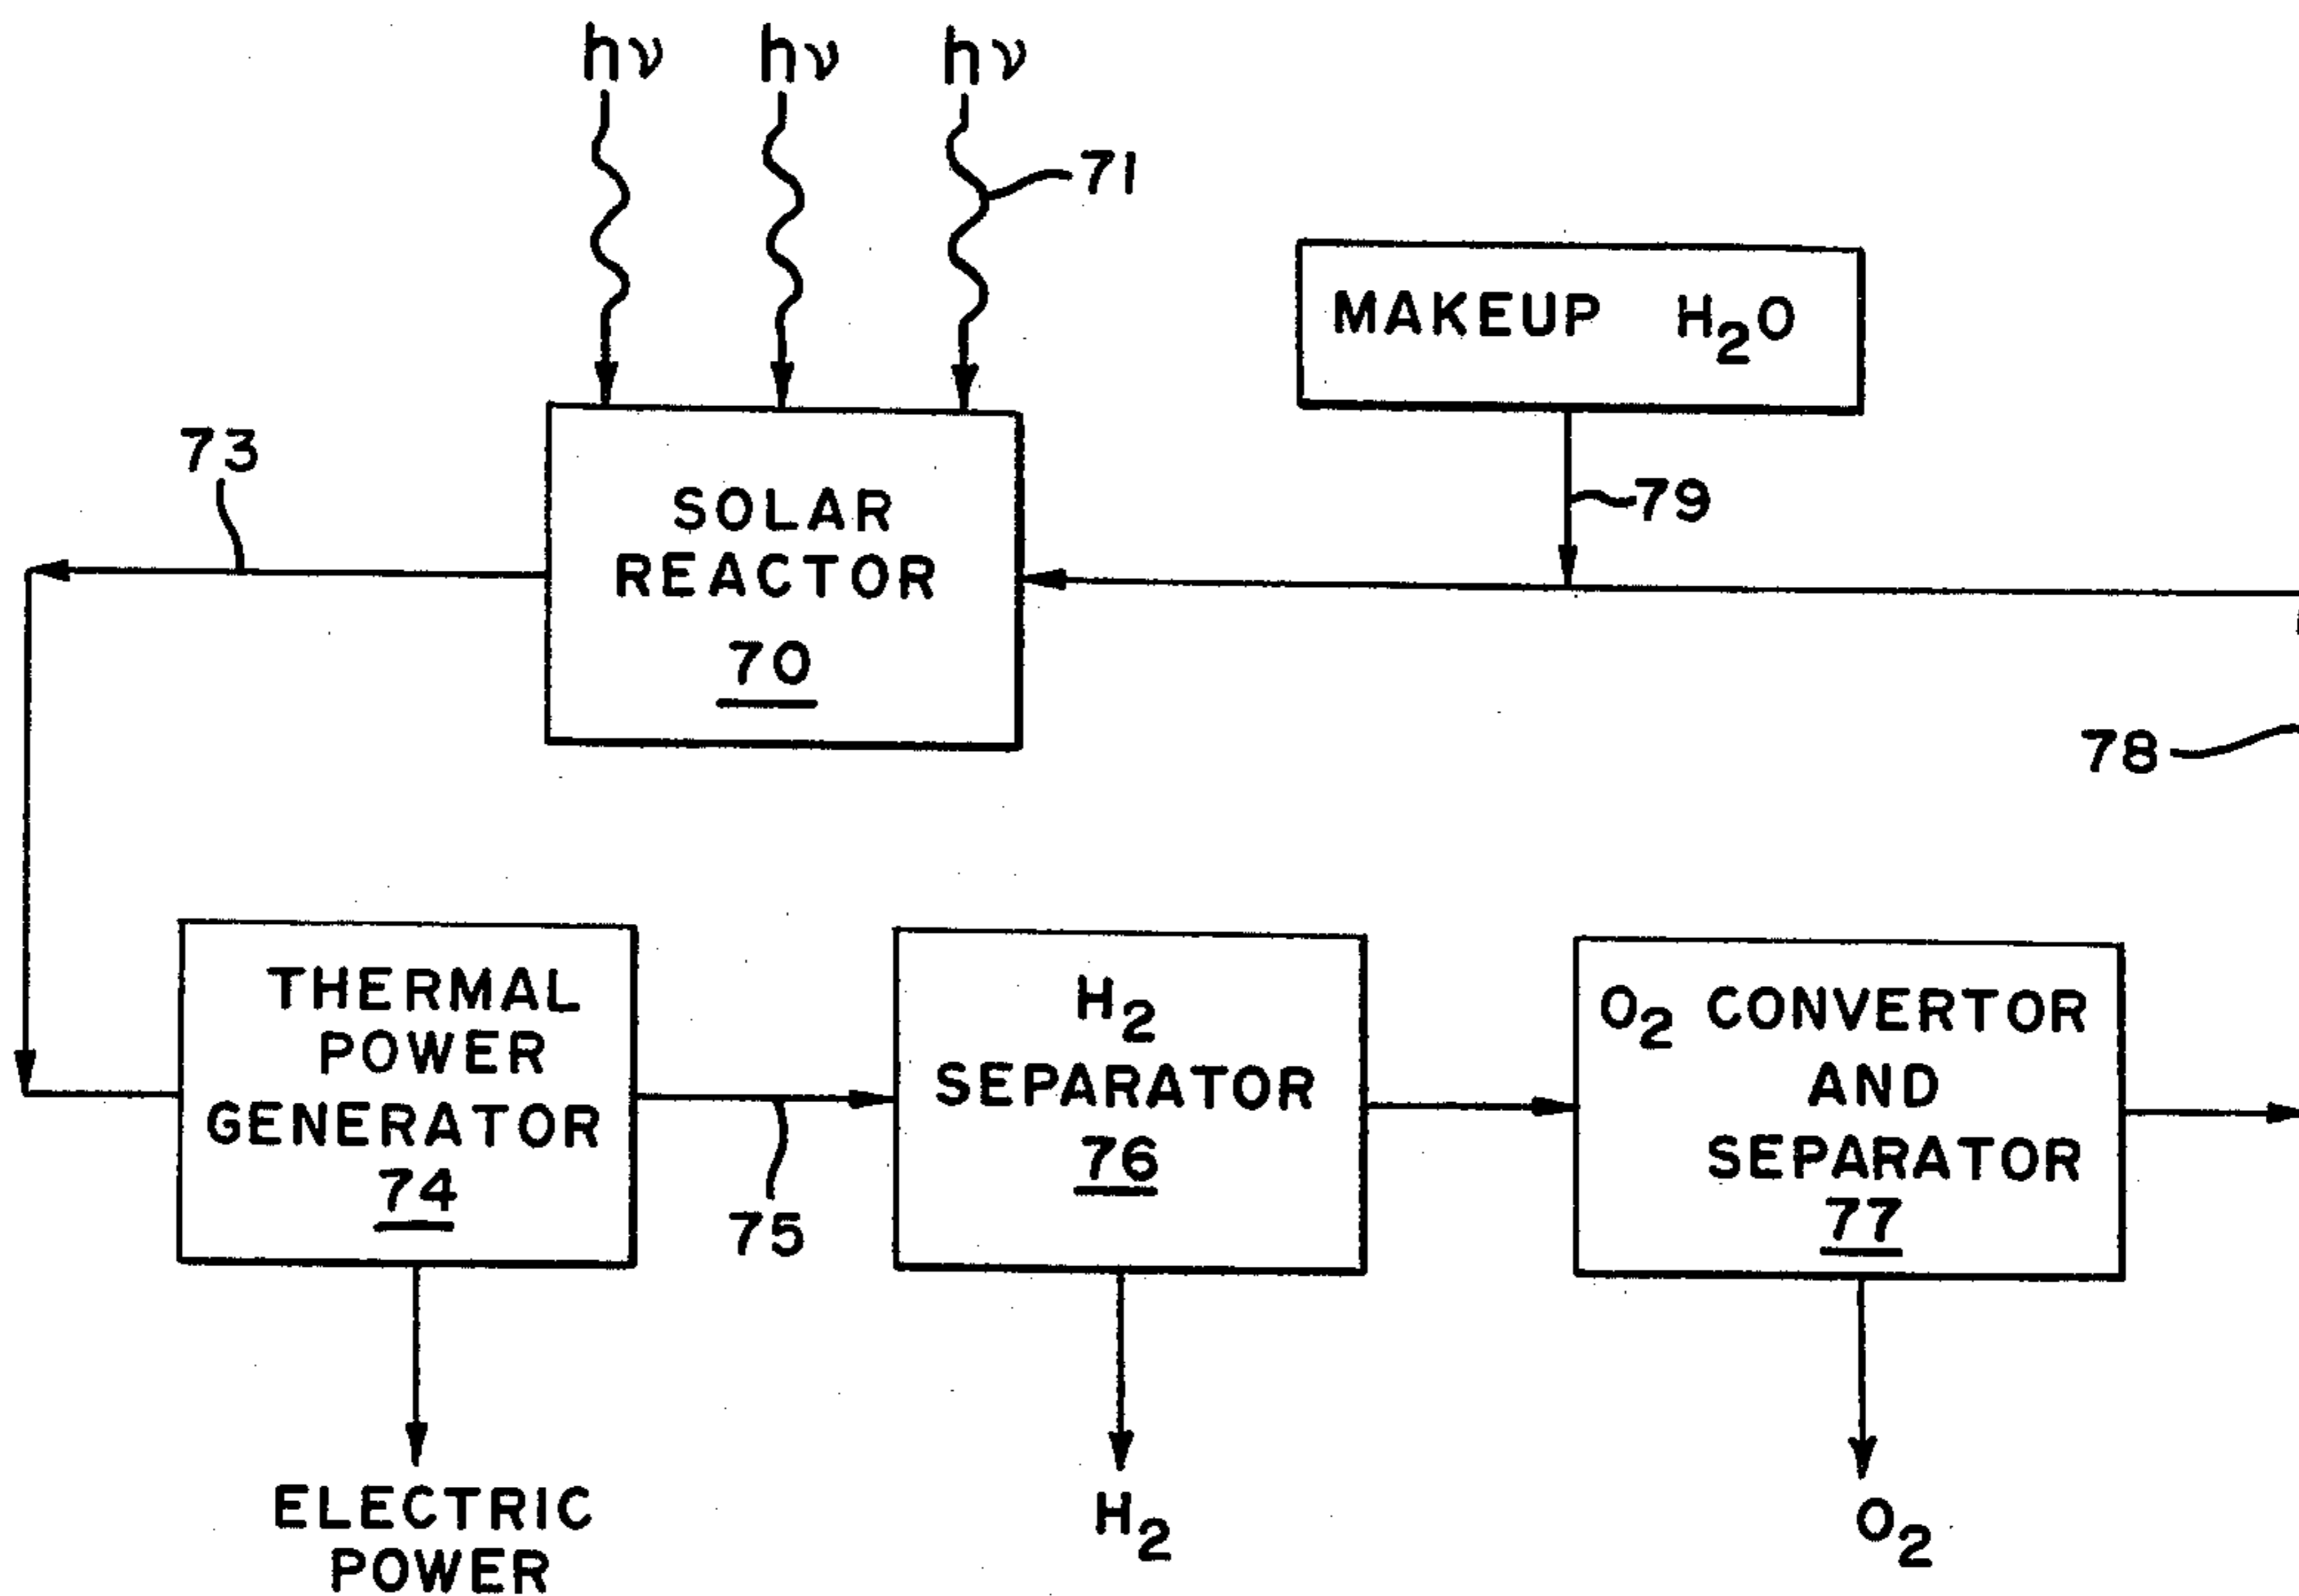 hν hν hν
71
MAKEUP H₂O
73
79
SOLAR
REACTOR
70
78
THERMAL
POWER
GENERATOR
74
75
H₂
SEPARATOR
76
O₂ CONVERTOR
AND
SEPARATOR
77
ELECTRIC
POWER
H₂
O₂